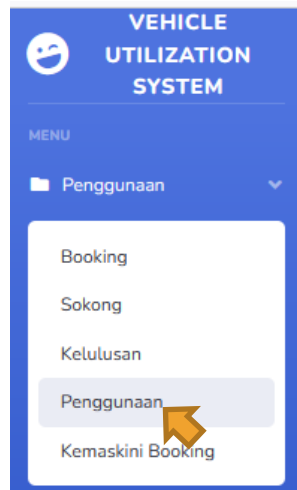 VEHICLE
UTILIZATION
SYSTEM
MENU
Penggunaan
Booking
Sokong
Kelulusan
Penggunaan
Kemaskini Booking